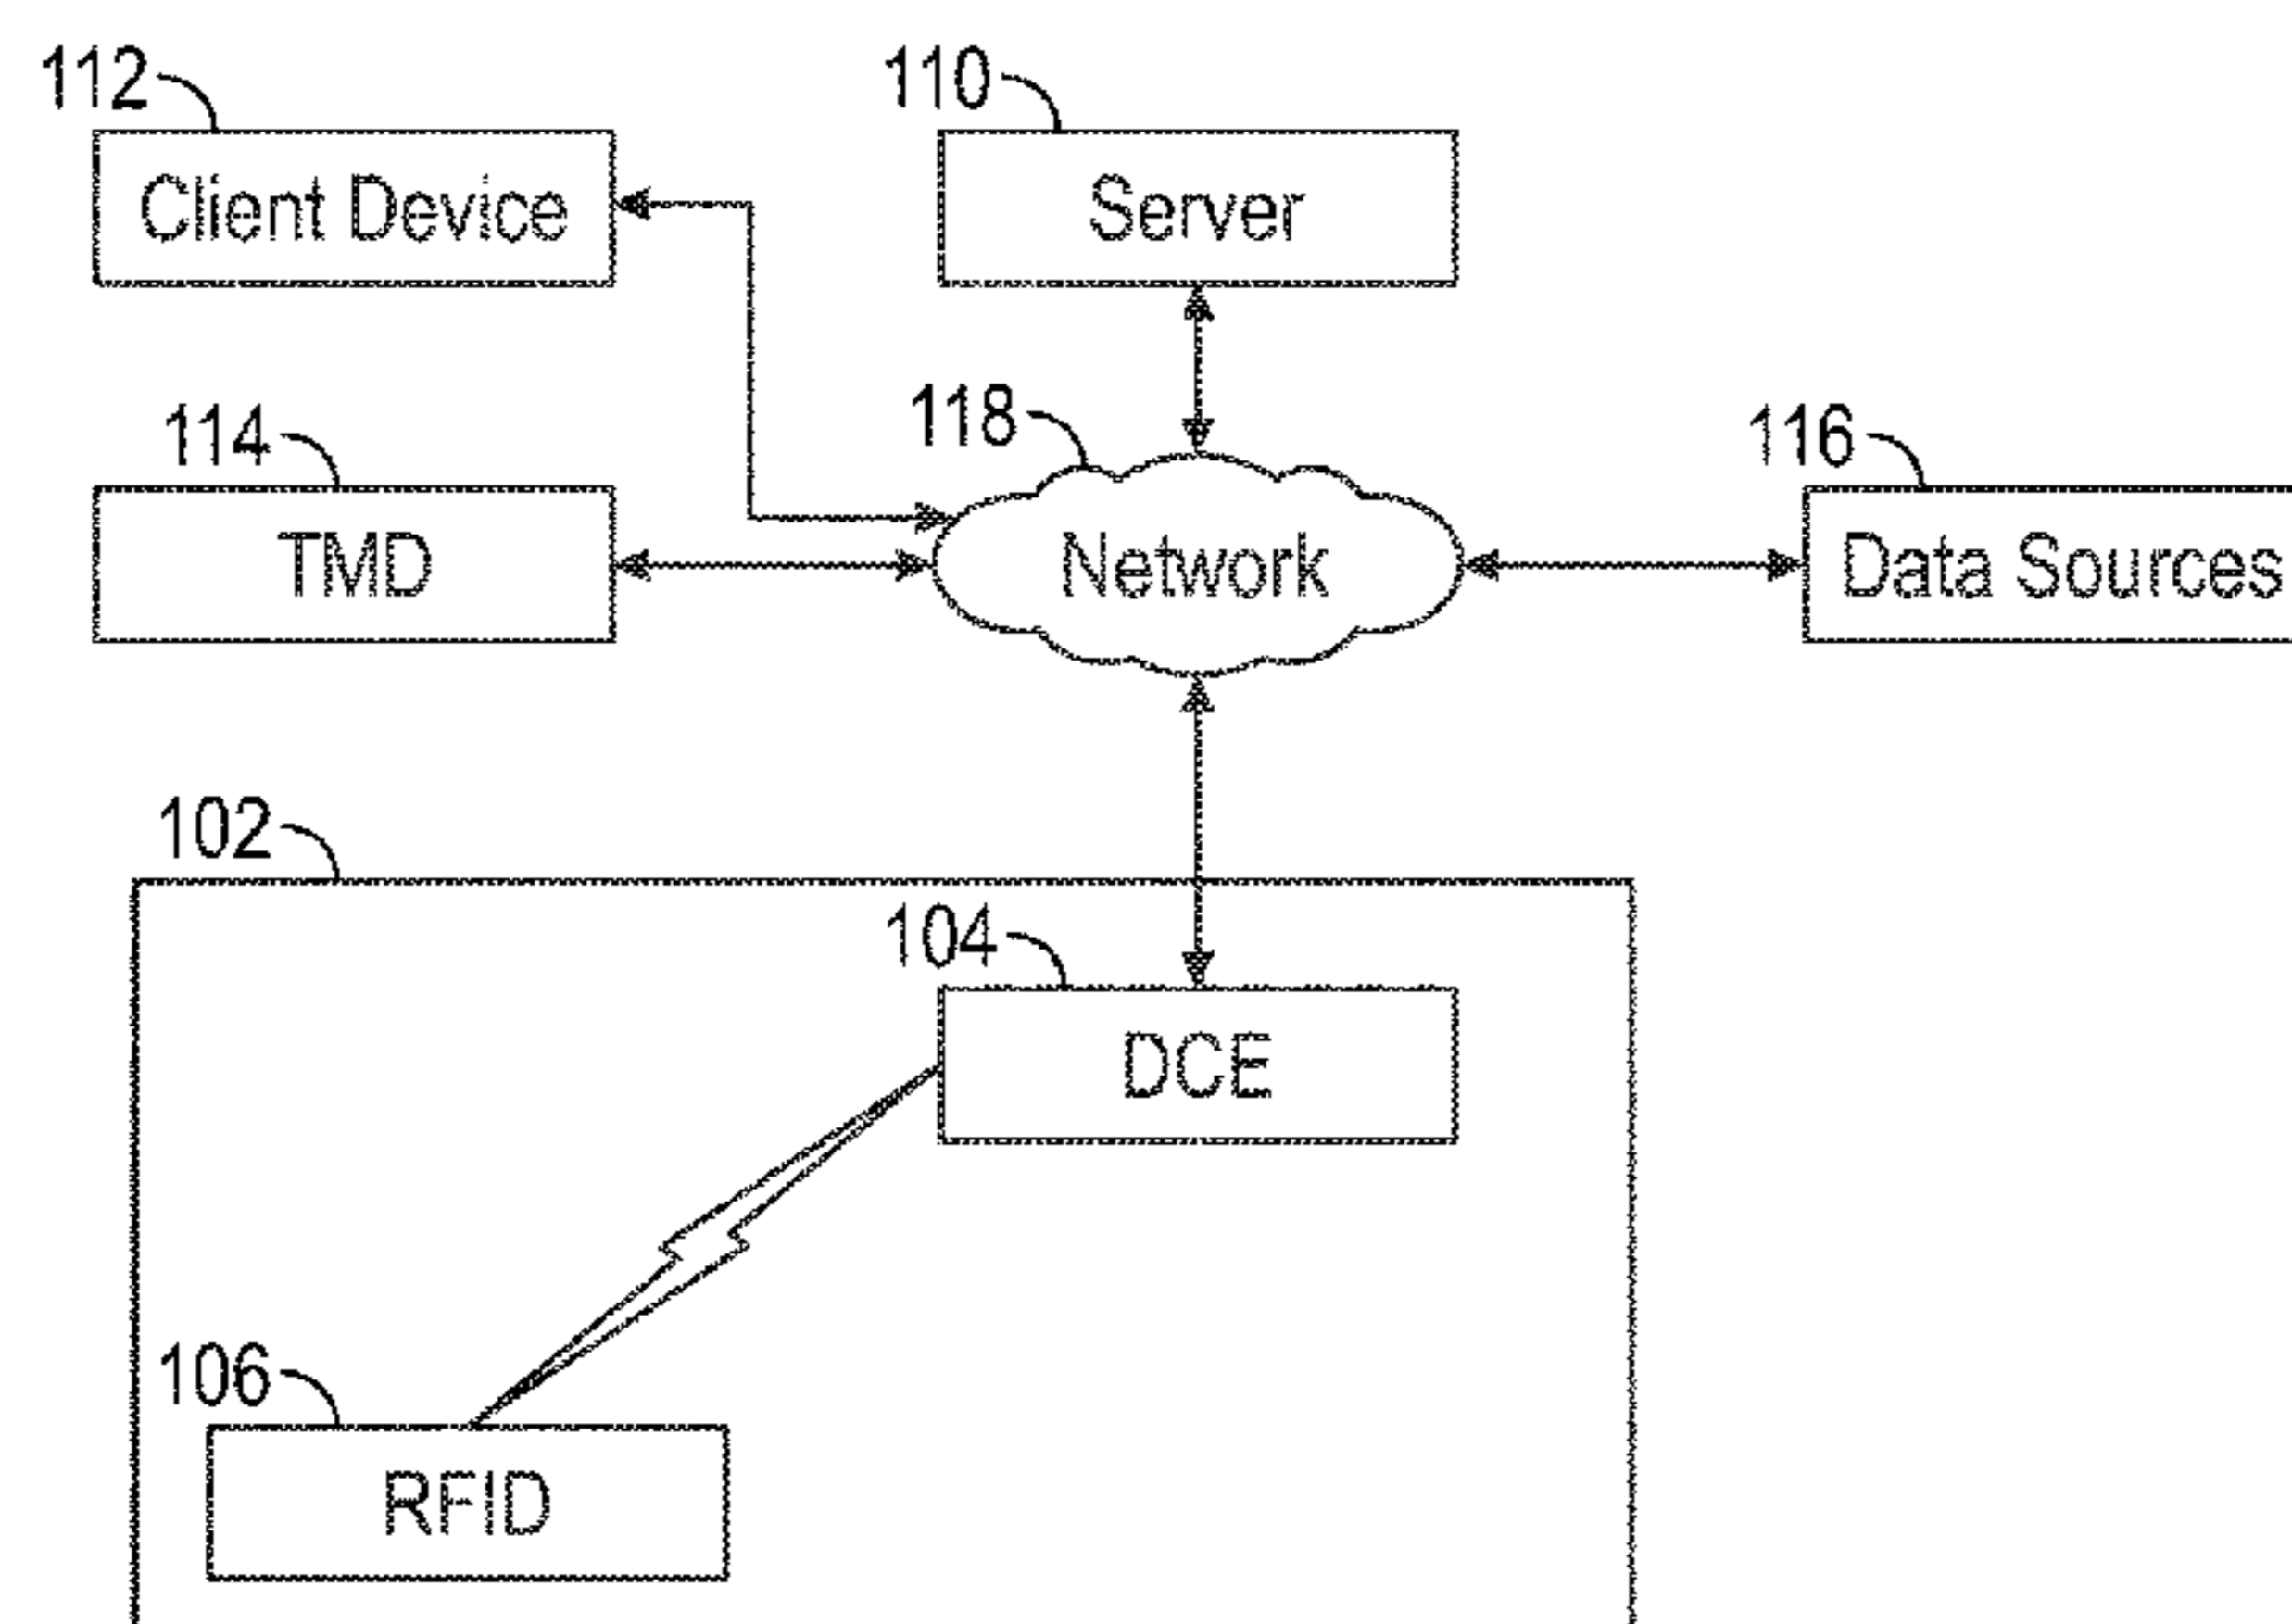 112
Client Device
110
Server
114
TMD
118
Network
116
Data Sources
102
104
DCE
106
RFID